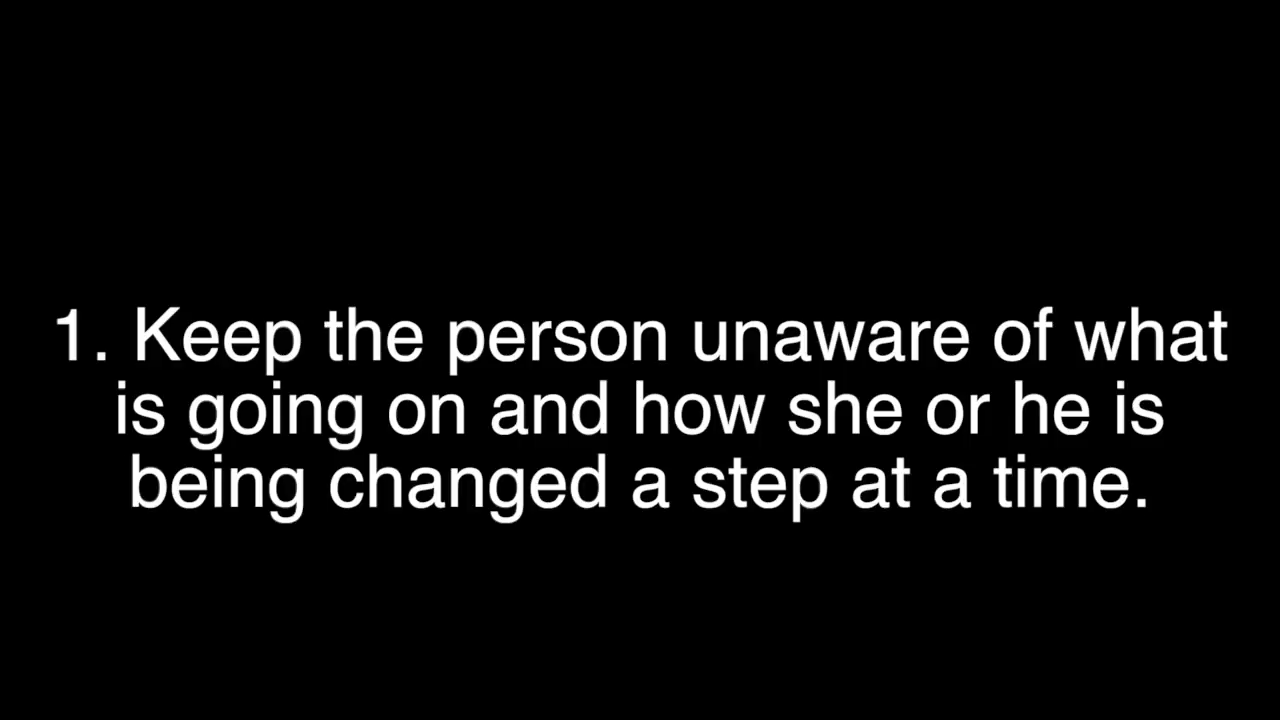 1. Keep the person unaware of what
is going on and how she or he is
being changed a step at a time.